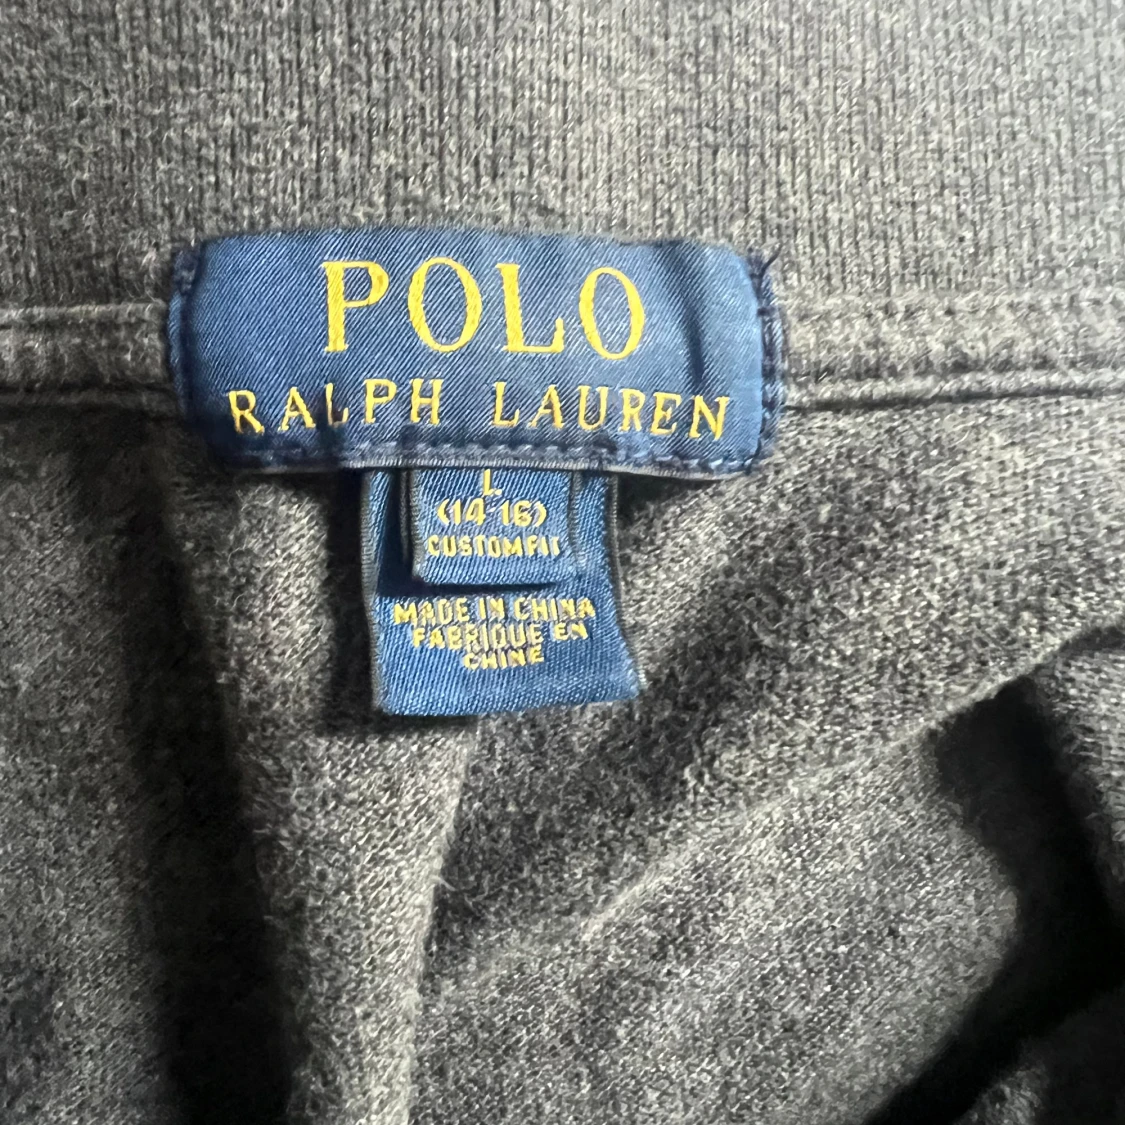 POLO
RALPH LAUREN
L
(14-16)
CUSTOM FIT
MADE IN CHINA
FABRIQUE EN
CHINE